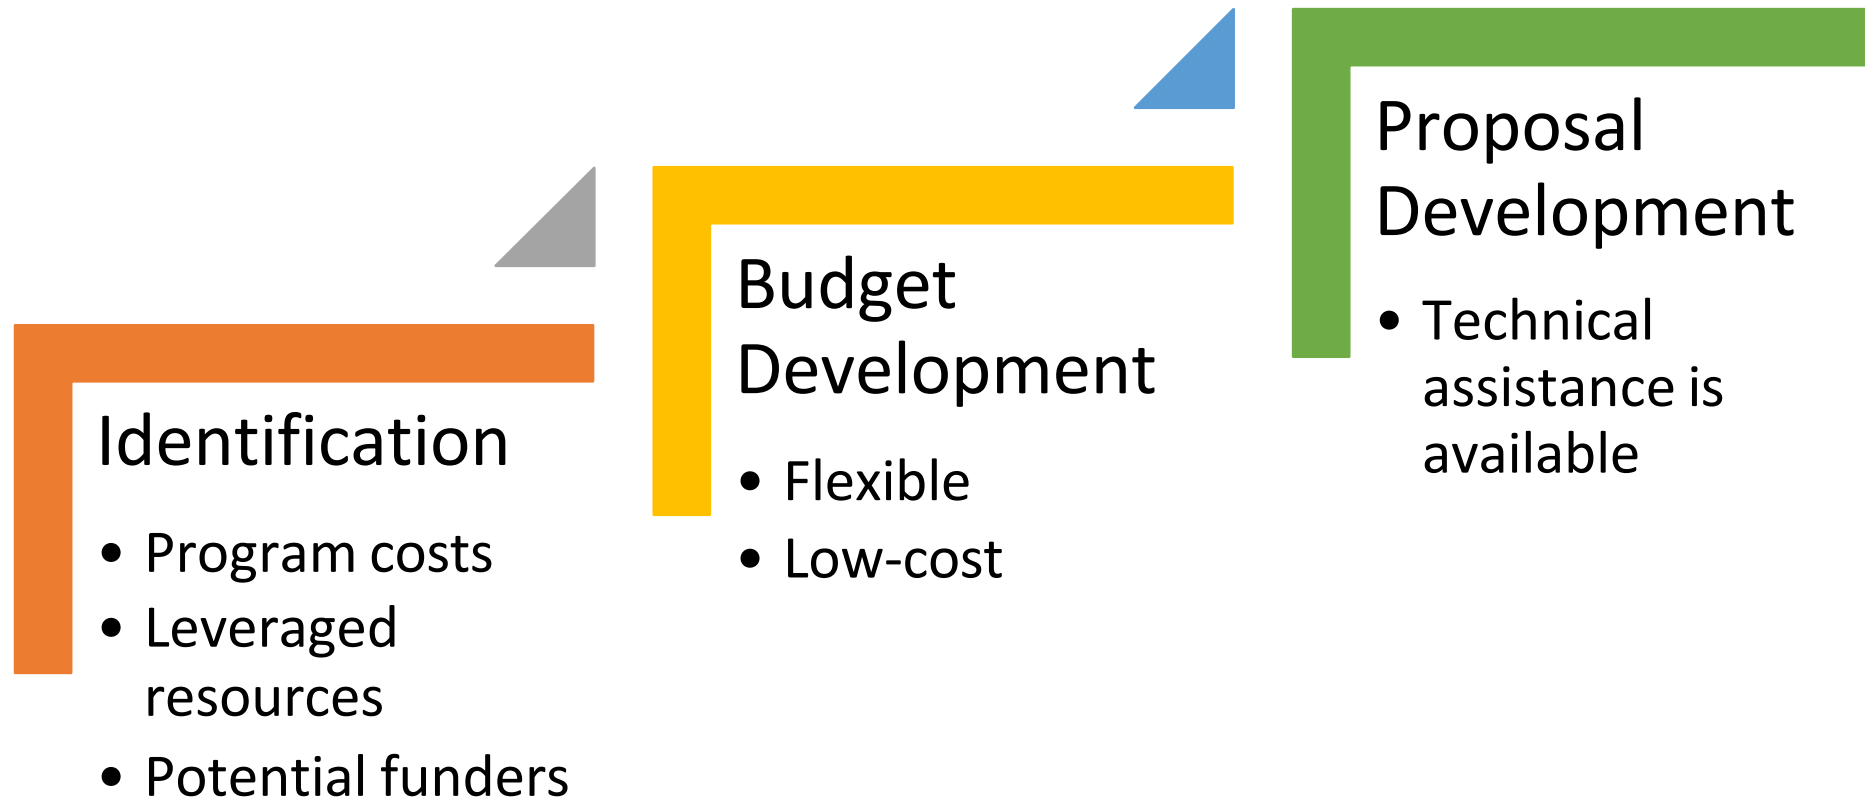 Identification
• Program costs
• Leveraged
resources
• Potential funders
Budget
Development
• Flexible
• Low-cost
Proposal
Development
• Technical
assistance is
available